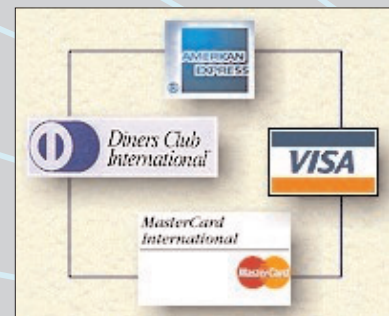 AMERICAN
EXPRESS
®
Diners Club
International
VISA
MasterCard
International
MasterCard